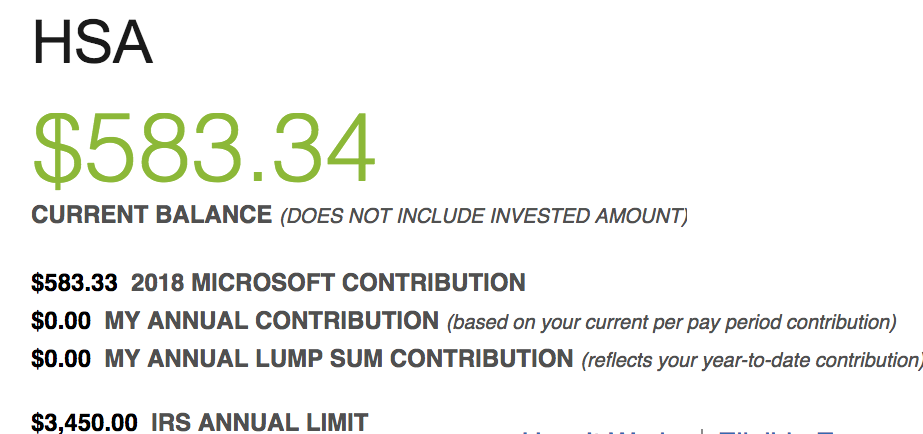 HSA
$583.34
CURRENT BALANCE (DOES NOT INCLUDE INVESTED AMOUNT)
$583.33 2018 MICROSOFT CONTRIBUTION
$0.00 MY ANNUAL CONTRIBUTION (based on your current per pay period contribution)
$0.00 MY ANNUAL LUMP SUM CONTRIBUTION (reflects your year-to-date contribution)
$3,450.00 IRS ANNUAL LIMIT